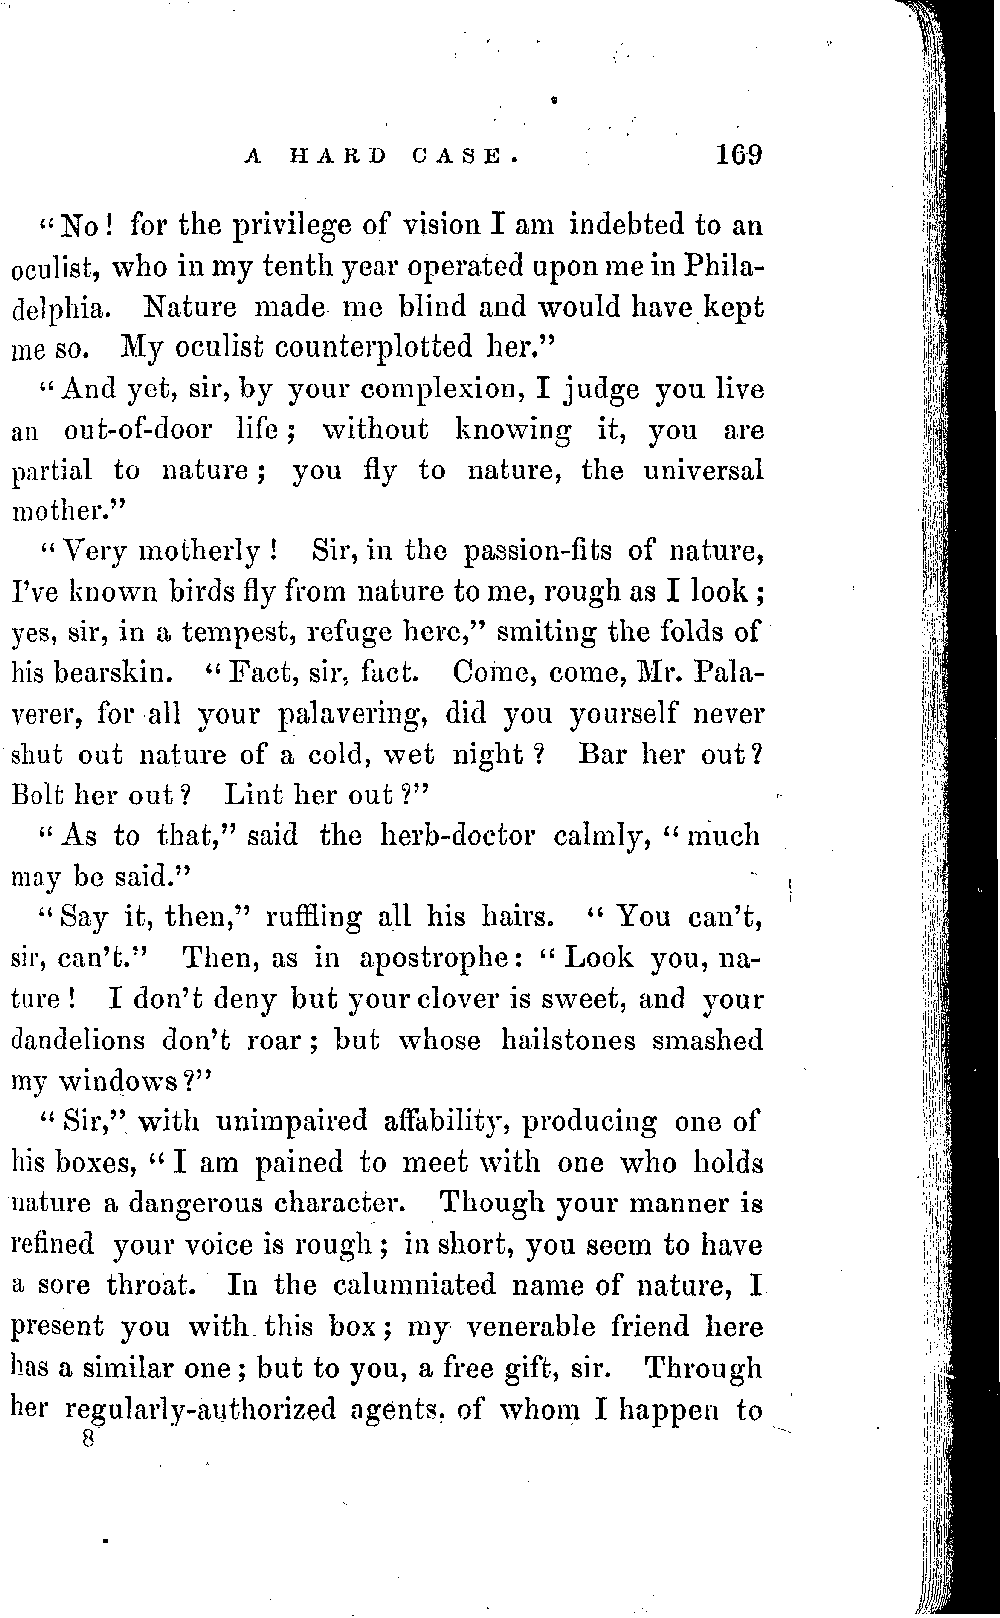 A HARD CASE. 169
"No! for the privilege of vision I am indebted to an
oculist, who in my tenth year operated upon me in Phila-
delphia. Nature made me blind and would have kept
me so. My oculist counterplotted her."
"And yet, sir, by your complexion, I judge you live
an out-of-door life; without knowing it, you are
partial to nature; you fly to nature, the universal
mother."
"Very motherly! Sir, in the passion-fits of nature,
I've known birds fly from nature to me, rough as I look;
yes, sir, in a tempest, refuge here," smiting the folds of
his bearskin. "Fact, sir, fact. Come, come, Mr. Pala-
verer, for all your palavering, did you yourself never
shut out nature of a cold, wet night? Bar her out?
Bolt her out? Lint her out?"
"As to that," said the herb-doctor calmly, "much
may be said."
"Say it, then," ruffling all his hairs. "You can't,
sir, can't." Then, as in apostrophe: "Look you, na-
ture! I don't deny but your clover is sweet, and your
dandelions don't roar; but whose hailstones smashed
my windows?"
"Sir," with unimpaired affability, producing one of
his boxes, "I am pained to meet with one who holds
nature a dangerous character. Though your manner is
refined your voice is rough; in short, you seem to have
a sore throat. In the calumniated name of nature, I
present you with this box; my venerable friend here
has a similar one; but to you, a free gift, sir. Through
her regularly-authorized agents, of whom I happen to
8